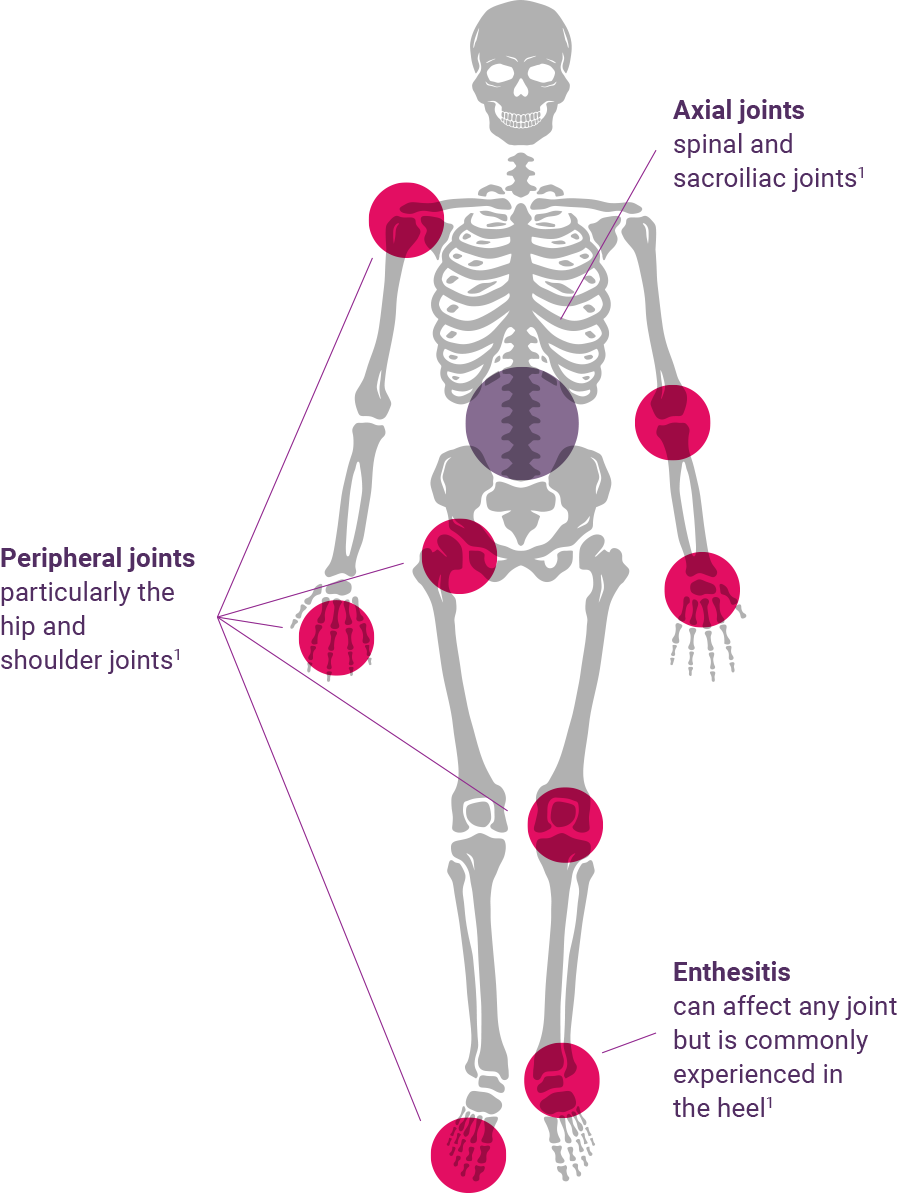 Axial joints
spinal and
sacroiliac joints¹
Peripheral joints
particularly the
hip and
shoulder joints¹
Enthesitis
can affect any joint
but is commonly
experienced in
the heel¹